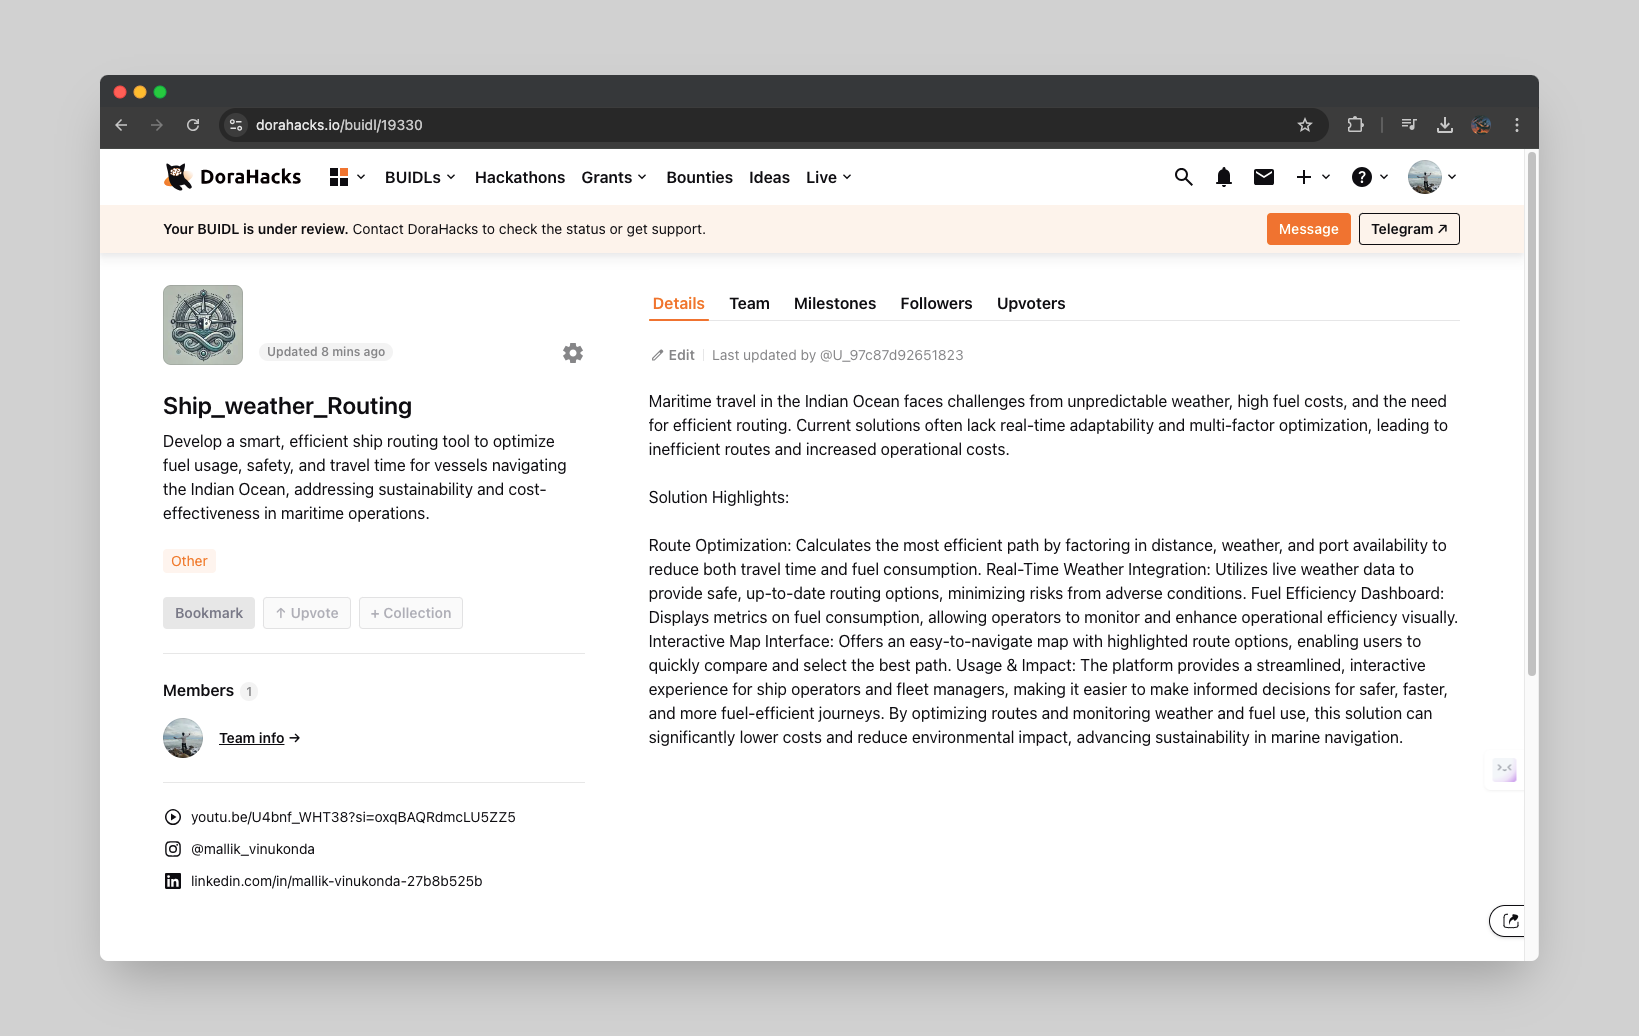 dorahacks.io/buidl/19330
DoraHacks
BUIDLs
Hackathons
Grants
Bounties
Ideas
Live
Your BUIDL is under review. Contact DoraHacks to check the status or get support.
Message
Telegram ↗
Updated 8 mins ago
Ship_weather_Routing
Develop a smart, efficient ship routing tool to optimize
fuel usage, safety, and travel time for vessels navigating
the Indian Ocean, addressing sustainability and cost-
effectiveness in maritime operations.
Other
Bookmark
↑ Upvote
+ Collection
Members 1
Team info →
youtu.be/U4bnf_WHT38?si=oxqBAQRdmcLU5ZZ5
@mallik_vinukonda
linkedin.com/in/mallik-vinukonda-27b8b525b
Details
Team
Milestones
Followers
Upvoters
Edit
Last updated by @U_97c87d92651823
Maritime travel in the Indian Ocean faces challenges from unpredictable weather, high fuel costs, and the need
for efficient routing. Current solutions often lack real-time adaptability and multi-factor optimization, leading to
inefficient routes and increased operational costs.
Solution Highlights:
Route Optimization: Calculates the most efficient path by factoring in distance, weather, and port availability to
reduce both travel time and fuel consumption. Real-Time Weather Integration: Utilizes live weather data to
provide safe, up-to-date routing options, minimizing risks from adverse conditions. Fuel Efficiency Dashboard:
Displays metrics on fuel consumption, allowing operators to monitor and enhance operational efficiency visually.
Interactive Map Interface: Offers an easy-to-navigate map with highlighted route options, enabling users to
quickly compare and select the best path. Usage & Impact: The platform provides a streamlined, interactive
experience for ship operators and fleet managers, making it easier to make informed decisions for safer, faster,
and more fuel-efficient journeys. By optimizing routes and monitoring weather and fuel use, this solution can
significantly lower costs and reduce environmental impact, advancing sustainability in marine navigation.